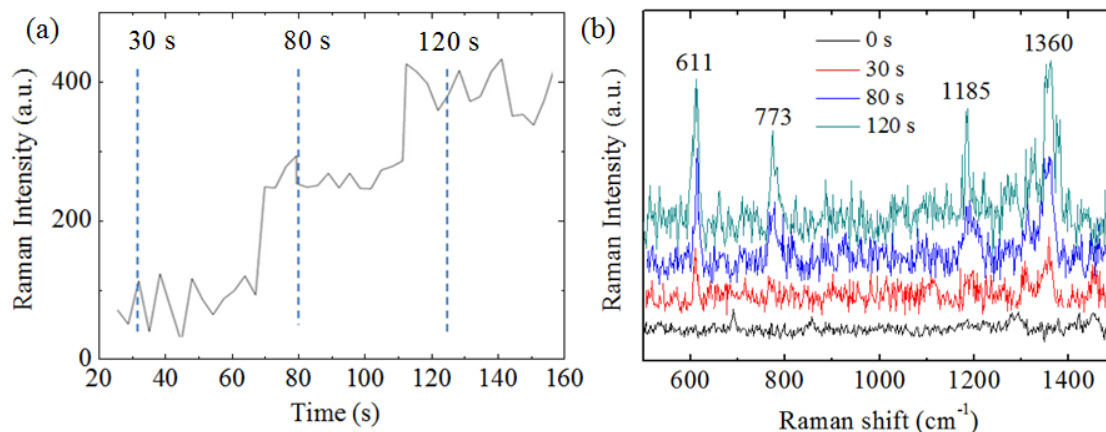 (a)
30 s
80 s
120 s
Raman Intensity (a.u.)
400
200
100
0
20
40
60
80
100
120
140
160
Time (s)
(b)
0 s
30 s
80 s
120 s
611
773
1185
1360
Raman Intensity (a.u.)
600
800
1000
1200
1400
Raman shift (cm⁻¹)